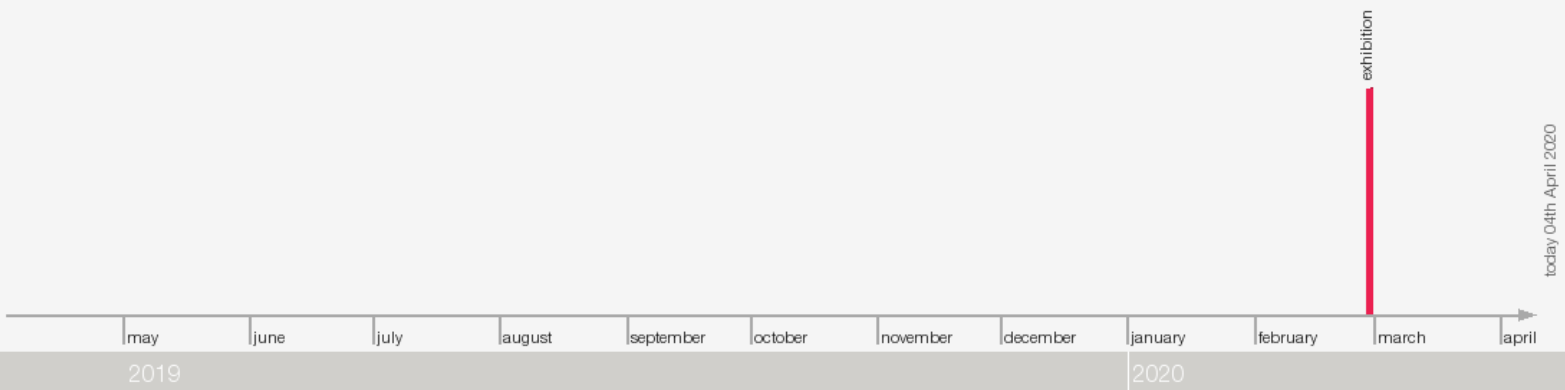 exhibition
today 04th April 2020
may june july august september october november december january february march april
2019 2020